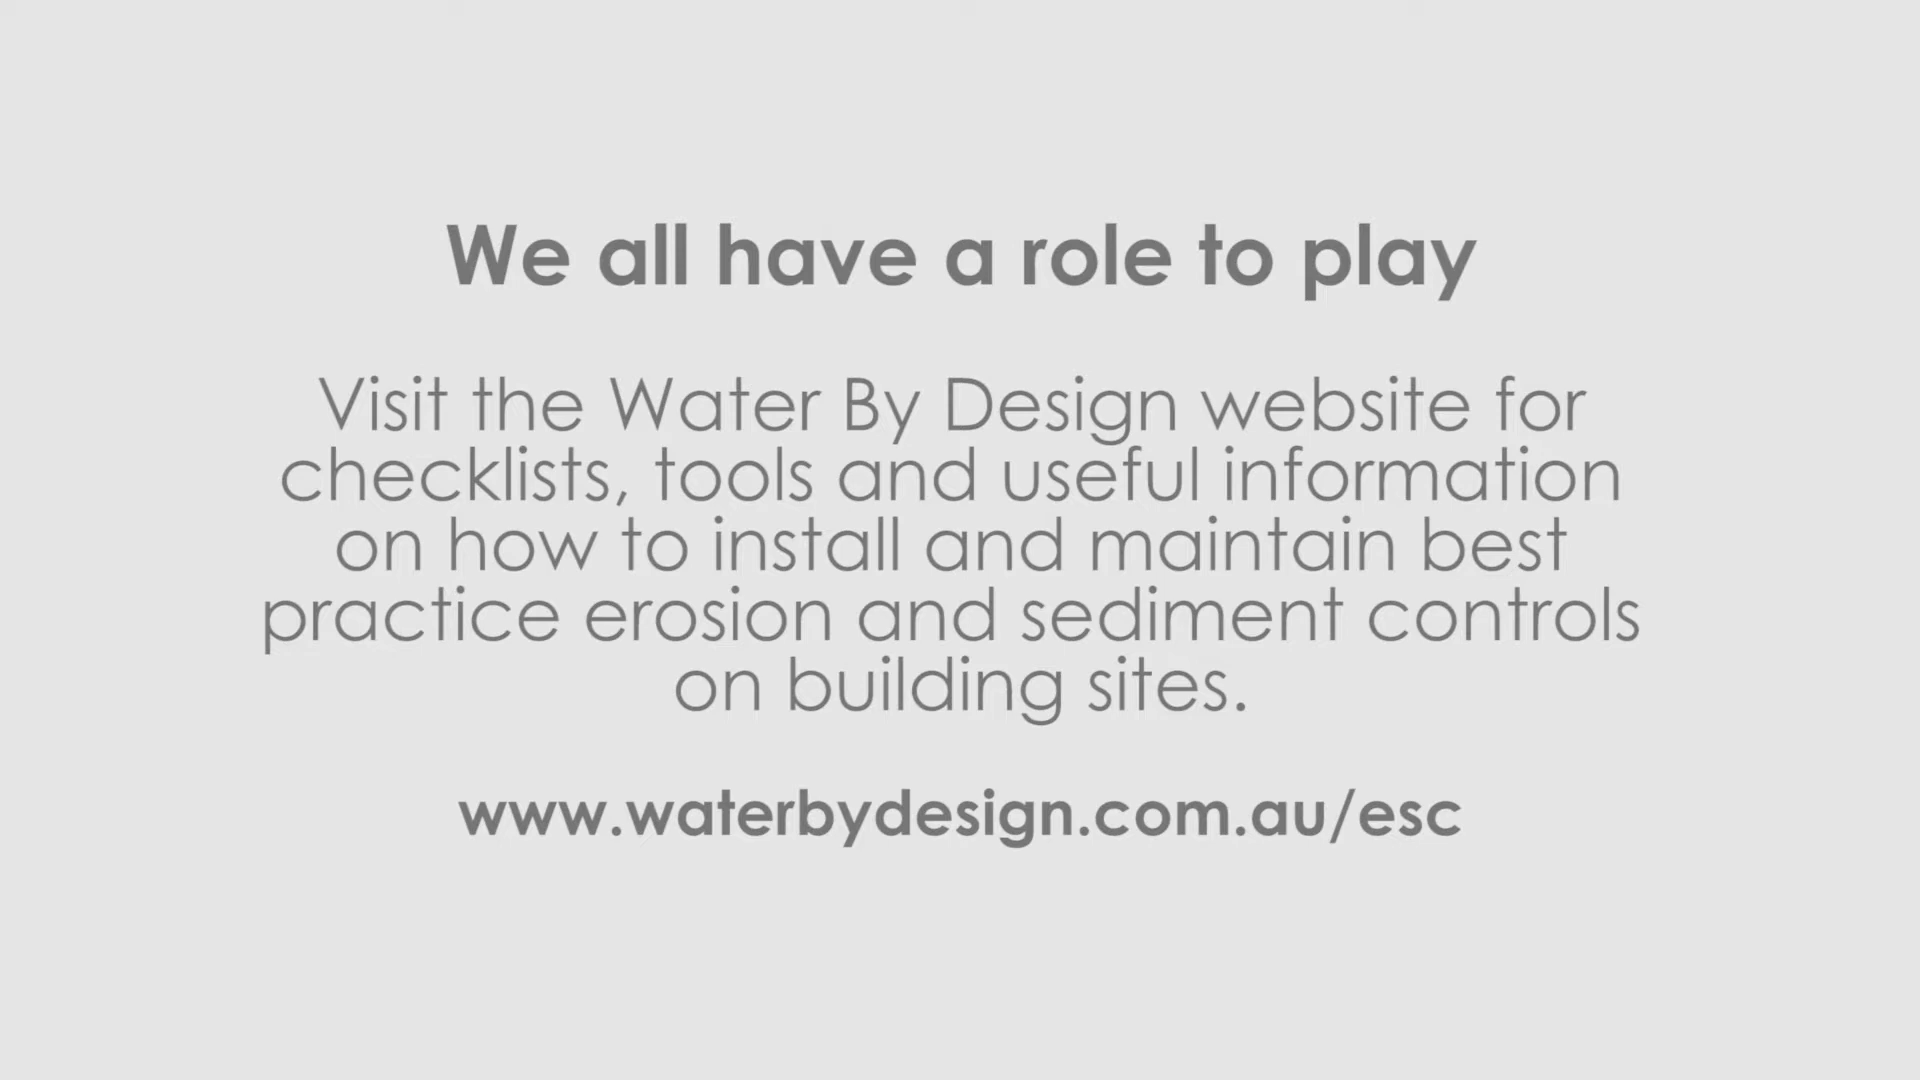 We all have a role to play
Visit the Water By Design website for
checklists, tools and useful information
on how to install and maintain best
practice erosion and sediment controls
on building sites.
www.waterbydesign.com.au/esc